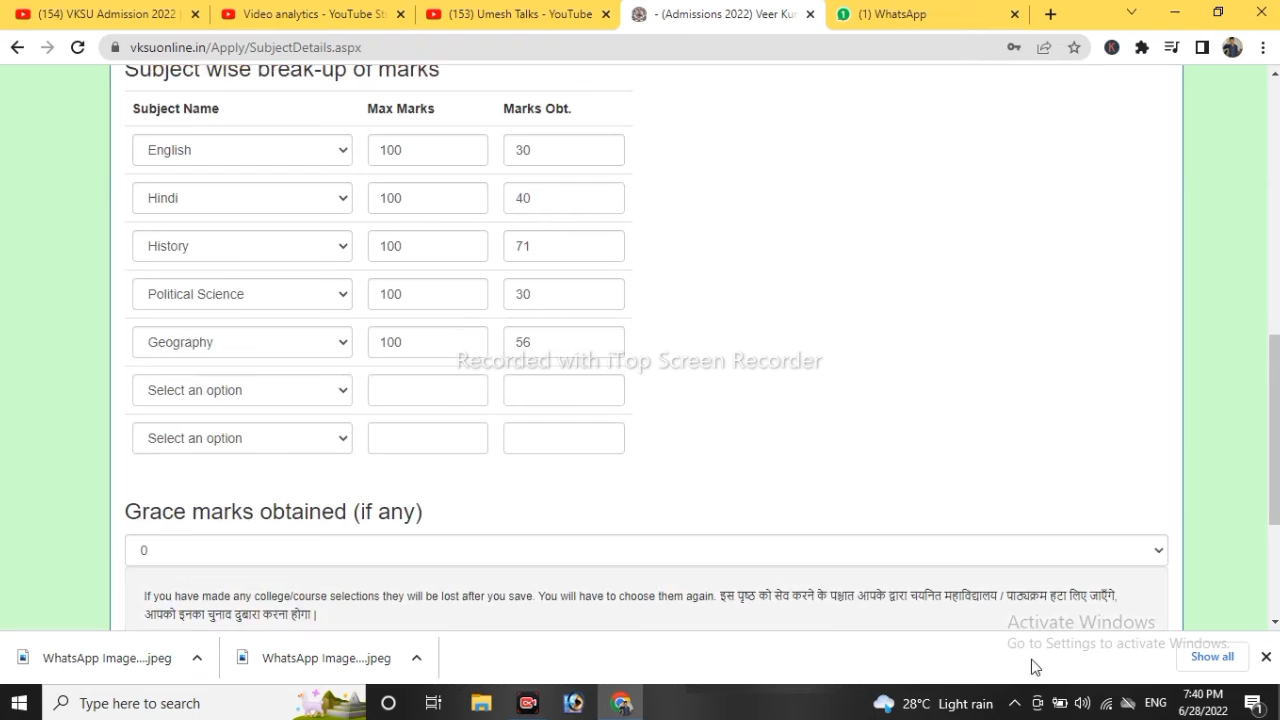 (154) VKSU Admission 2022
Video analytics - YouTube St
(153) Umesh Talks - YouTube
- (Admissions 2022) Veer Kur
(1) WhatsApp
vksuonline.in/Apply/SubjectDetails.aspx
Subject wise break-up of marks
Subject Name Max Marks Marks Obt.
English 100 30
Hindi 100 40
History 100 71
Political Science 100 30
Geography 100 56
Recorded with iTop Screen Recorder
Select an option
Select an option
Grace marks obtained (if any)
0
If you have made any college/course selections they will be lost after you save. You will have to choose them again. इस पृष्ठ को सेव करने के पश्चात आपके द्वारा चयनित महाविद्यालय / पाठ्यक्रम हटा लिए जाएँगे,
आपको इनका चुनाव दुबारा करना होगा |
Activate Windows
Go to Settings to activate Windows.
WhatsApp Image....jpeg
WhatsApp Image....jpeg
Show all
Type here to search
28°C Light rain
ENG
7:40 PM
6/28/2022
1